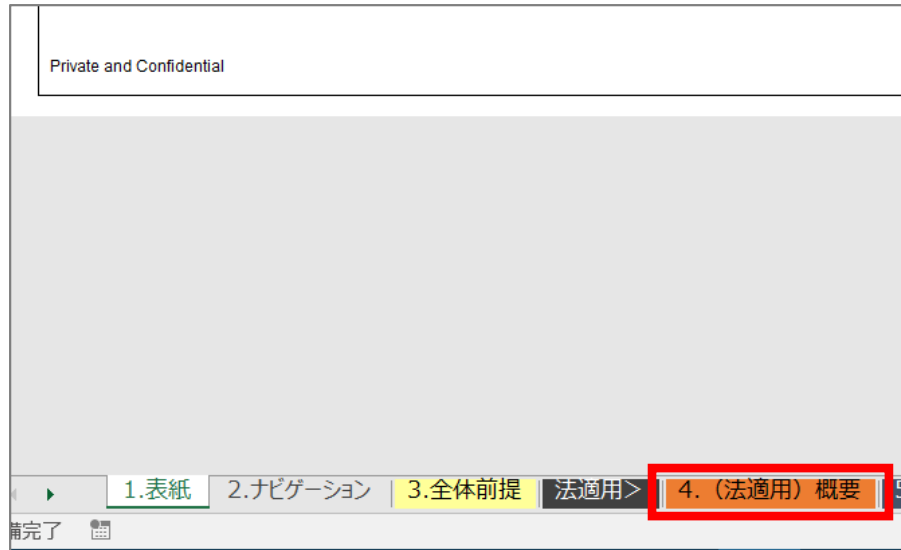 Private and Confidential
1.表紙 2.ナビゲーション 3.全体前提 法適用> 4.（法適用）概要 5
備完了